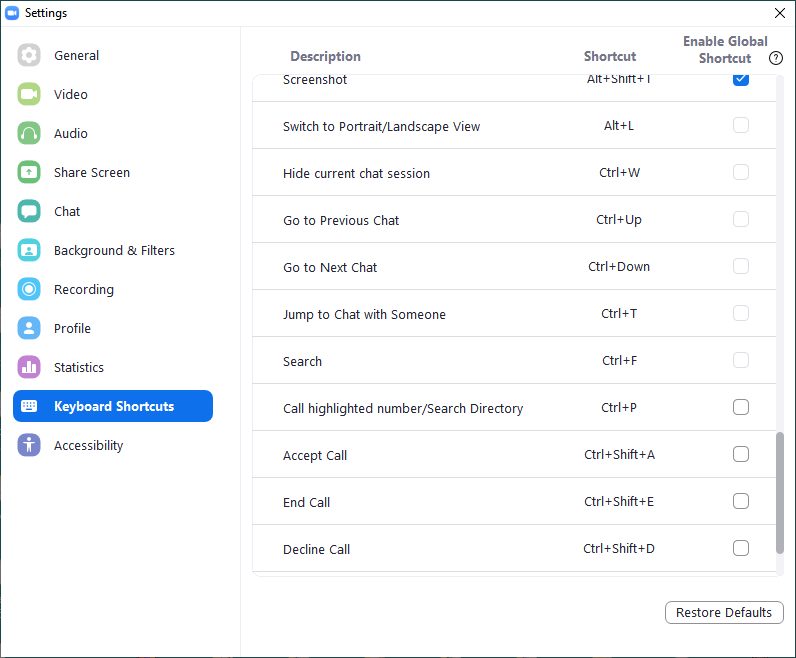 Settings
General
Video
Audio
Share Screen
Chat
Background & Filters
Recording
Profile
Statistics
Keyboard Shortcuts
Accessibility
Description Shortcut Enable Global Shortcut ?
Screenshot Alt+Shift+T
Switch to Portrait/Landscape View Alt+L
Hide current chat session Ctrl+W
Go to Previous Chat Ctrl+Up
Go to Next Chat Ctrl+Down
Jump to Chat with Someone Ctrl+T
Search Ctrl+F
Call highlighted number/Search Directory Ctrl+P
Accept Call Ctrl+Shift+A
End Call Ctrl+Shift+E
Decline Call Ctrl+Shift+D
Restore Defaults